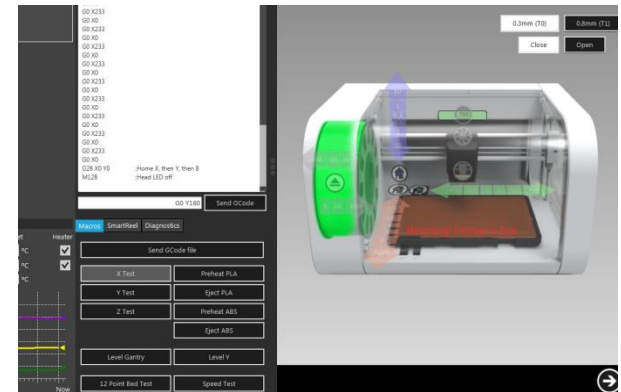 G0 X233
G0 X0
G0 X233
G0 X0
G0 X233
G0 X0
G0 X233
G0 X0
G0 X233
G0 X0
G0 X233
G0 X0
G0 X233
G0 X0
G0 X233
G0 X0
G28 X0 Y0 ;Home X, then Y, then B
M128 ;Head LED off
G0 Y160 Send GCode
Macros SmartReel Diagnostics
Send GCode file
X Test Preheat PLA
Y Test Eject PLA
Z Test Preheat ABS
Eject ABS
Level Gantry Level Y
12 Point Bed Test Speed Test
Heater
ºC
ºC
ºC
Now
0.3mm (T0) 0.8mm (T1)
Close Open